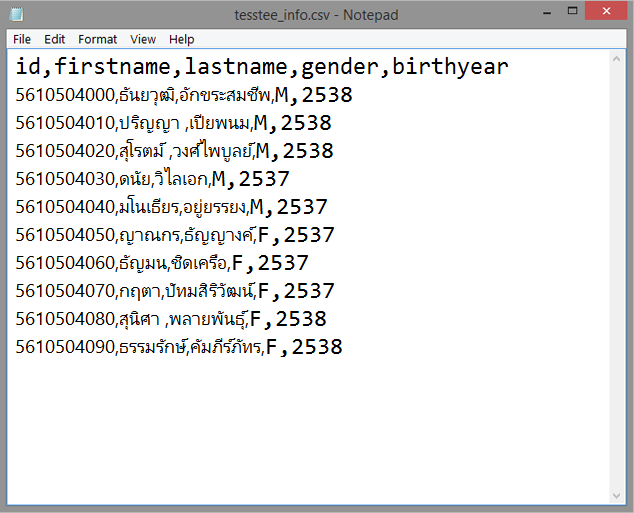 tesstee_info.csv - Notepad
File Edit Format View Help
id,firstname,lastname,gender,birthyear
5610504000,ธันยวุฒิ,อักขระสมชีพ,M,2538
5610504010,ปริญญา ,เปียพนม,M,2538
5610504020,สุโรตม์ ,วงศ์ไพบูลย์,M,2538
5610504030,ดนัย,วิไลเอก,M,2537
5610504040,มโนเธียร,อยู่ยรรยง,M,2537
5610504050,ญาณกร,ธัญญางค์,F,2537
5610504060,ธัญมน,ชิดเครือ,F,2537
5610504070,กฤตา,ปัทมสิริวัฒน์,F,2537
5610504080,สุนิศา ,พลายพันธุ์,F,2538
5610504090,ธรรมรักษ์,คัมภีร์ภัทร,F,2538